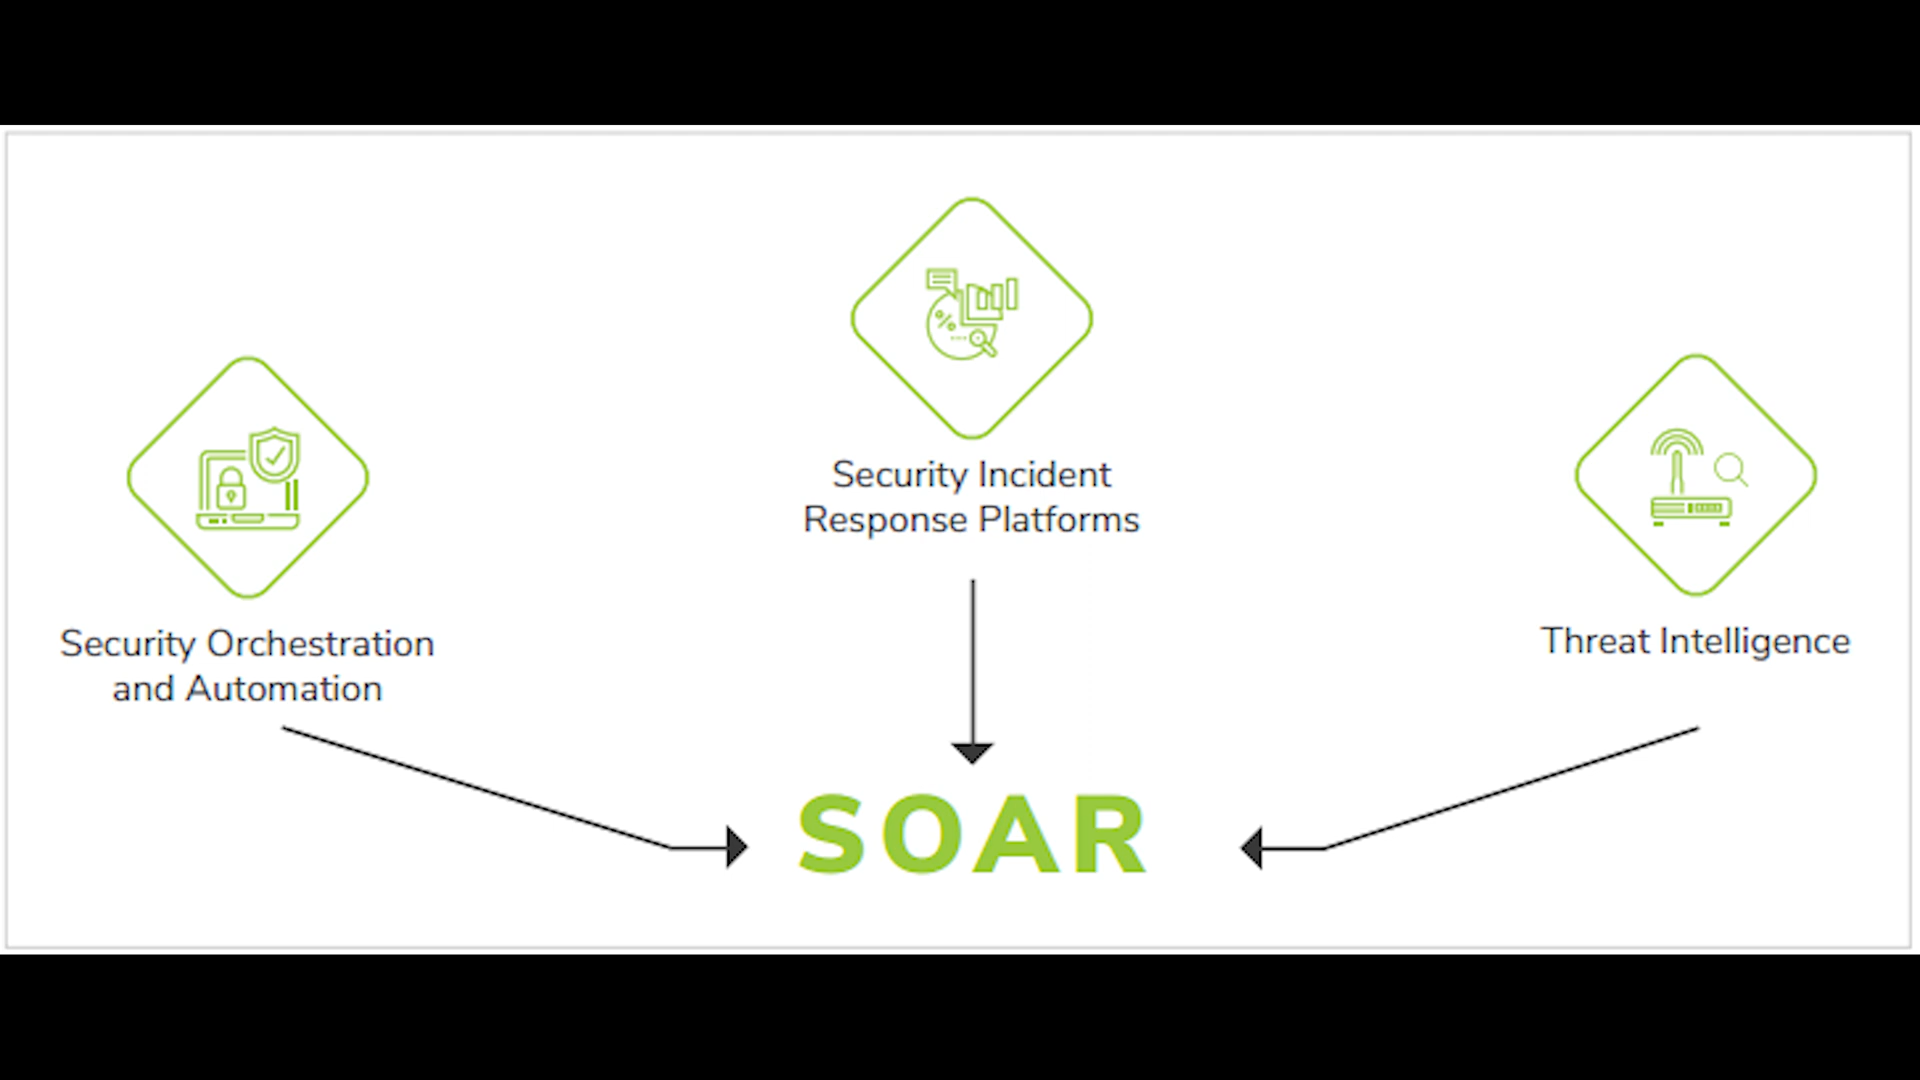 Security Incident
Response Platforms
Security Orchestration
and Automation
Threat Intelligence
SOAR